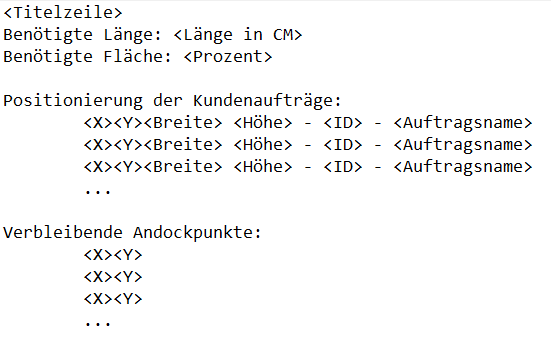 <Titelzeile>
Benötigte Länge: <Länge in CM>
Benötigte Fläche: <Prozent>
Positionierung der Kundenaufträge:
<X><Y><Breite> <Höhe> - <ID> - <Auftragsname>
<X><Y><Breite> <Höhe> - <ID> - <Auftragsname>
<X><Y><Breite> <Höhe> - <ID> - <Auftragsname>
...
Verbleibende Andockpunkte:
<X><Y>
<X><Y>
<X><Y>
...